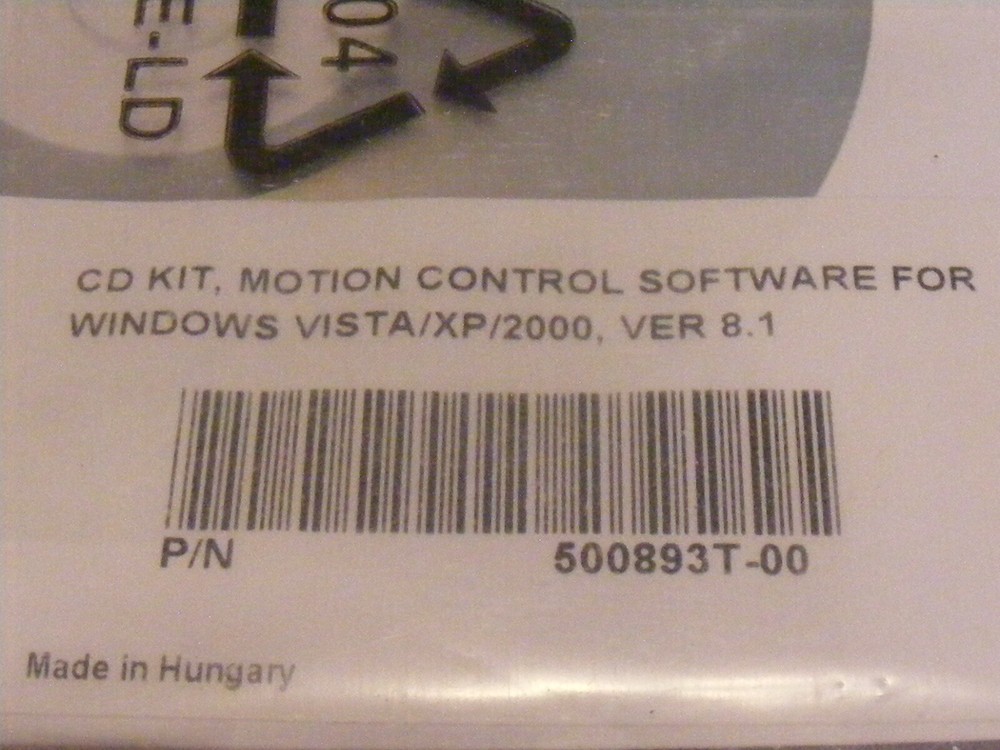 04
E-LD
CD KIT, MOTION CONTROL SOFTWARE FOR
WINDOWS VISTA/XP/2000, VER 8.1
P/N 500893T-00
Made in Hungary